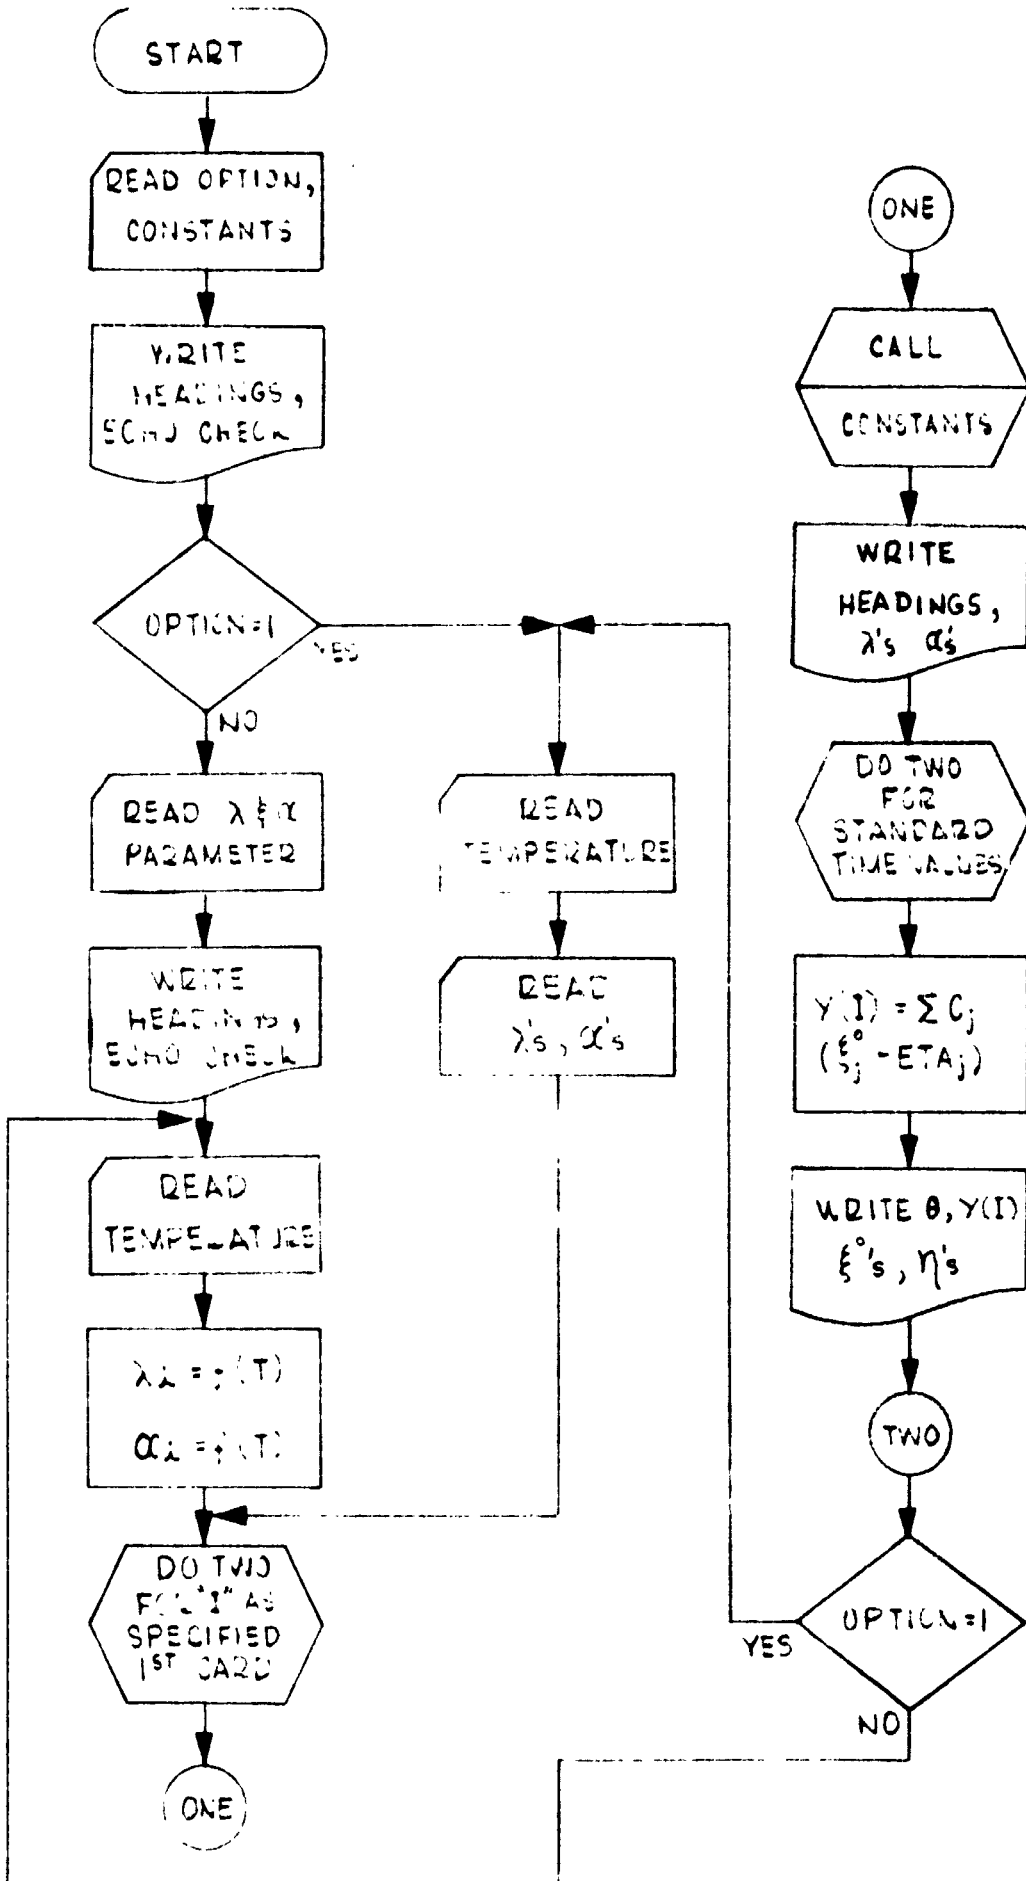 START
READ OPTION,
CONSTANTS
WRITE
HEADINGS,
ECHO CHECK
OPTION=1
YES
NO
READ λ & α
PARAMETER
WRITE
HEADINGS,
ECHO CHECK
READ
TEMPERATURE
λi = f(T)
αi = f(T)
DO TWO
FOR "I" AS
SPECIFIED
1ST CARD
ONE
READ
TEMPERATURE
READ
λ's, α's
ONE
CALL
CONSTANTS
WRITE
HEADINGS,
λ's α's
DO TWO
FOR
STANDARD
TIME VALUES
Y(I) = Σ Cj
(ξj° - ETAj)
WRITE θ, Y(I)
ξ°'s, η's
TWO
OPTION=1
YES
NO